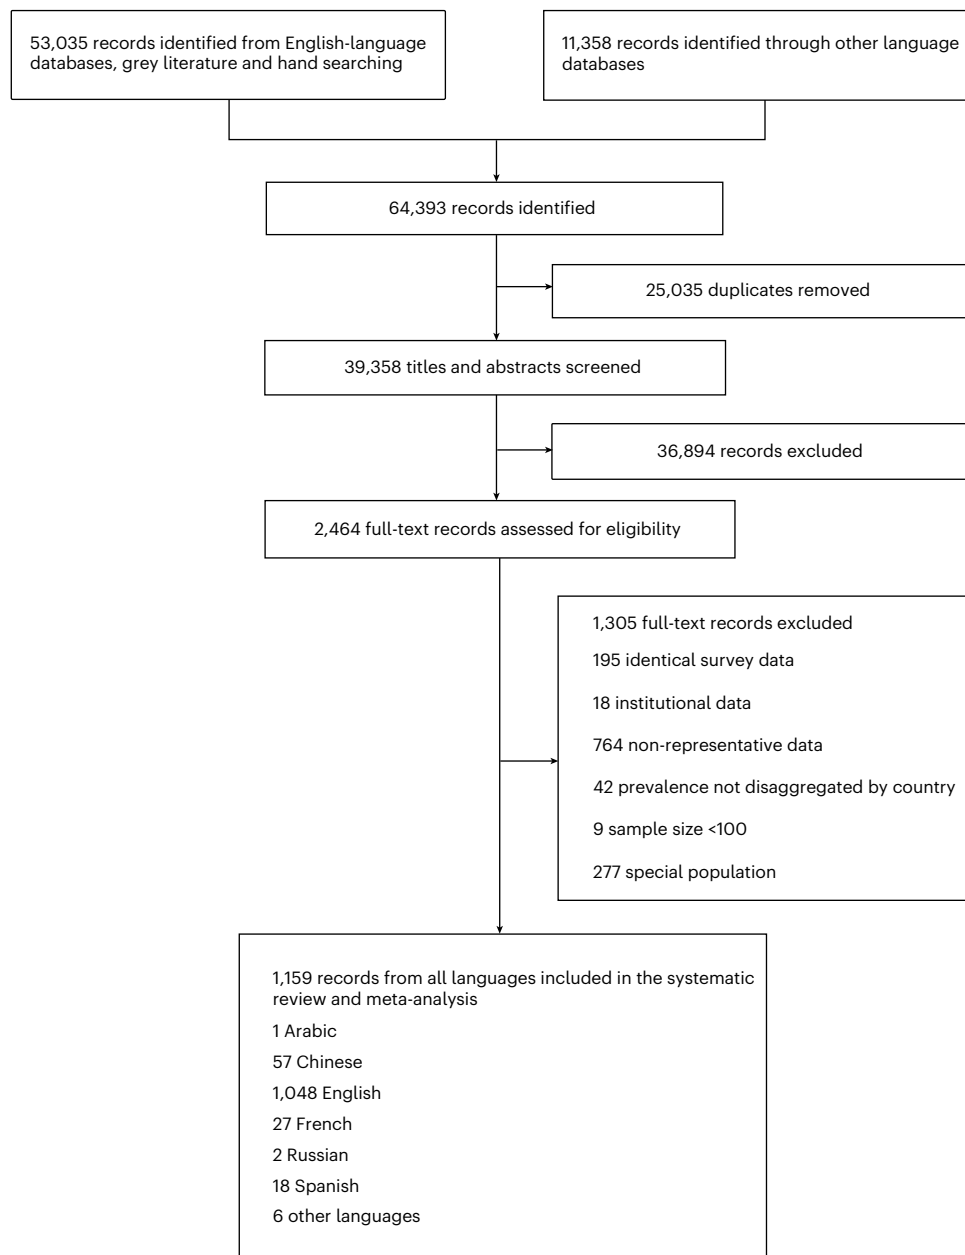 53,035 records identified from English-language
databases, grey literature and hand searching
11,358 records identified through other language
databases
64,393 records identified
25,035 duplicates removed
39,358 titles and abstracts screened
36,894 records excluded
2,464 full-text records assessed for eligibility
1,305 full-text records excluded
195 identical survey data
18 institutional data
764 non-representative data
42 prevalence not disaggregated by country
9 sample size <100
277 special population
1,159 records from all languages included in the systematic
review and meta-analysis
1 Arabic
57 Chinese
1,048 English
27 French
2 Russian
18 Spanish
6 other languages